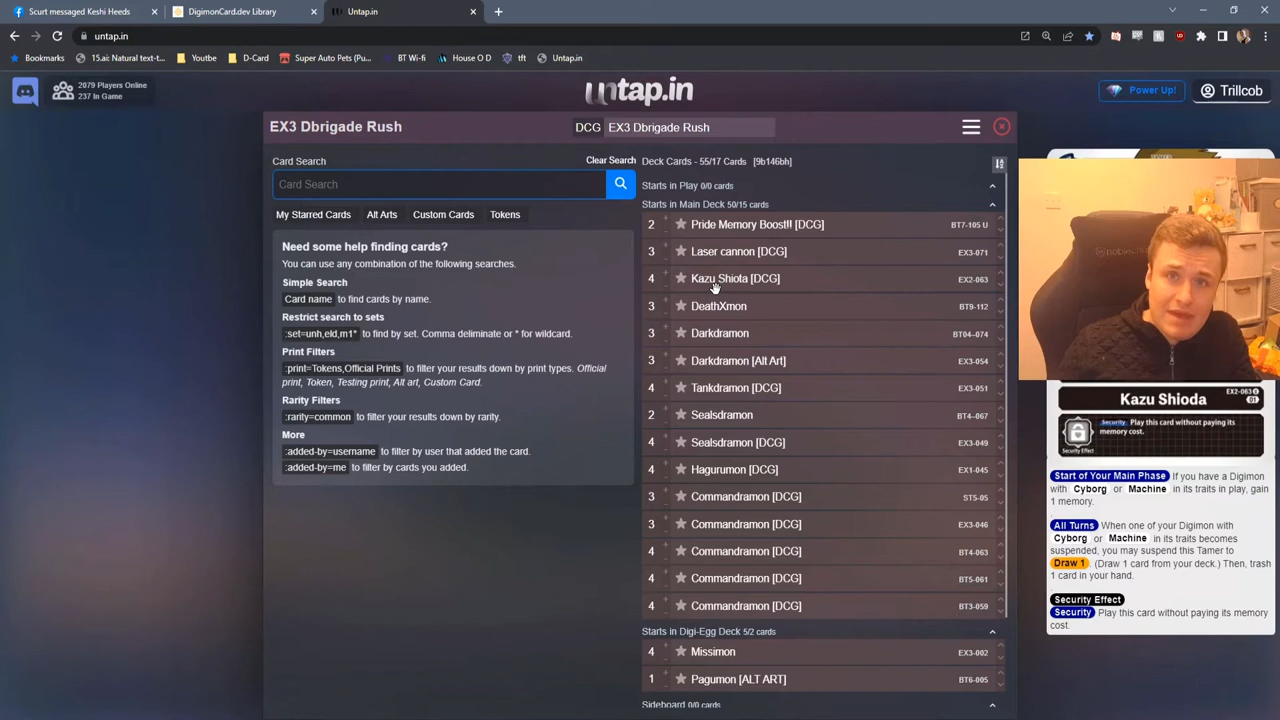 Scurt messaged Keshi Heeds
DigimonCard.dev Library
Untap.in
untap.in
Bookmarks
15.ai: Natural text-t...
Youtbe
D-Card
Super Auto Pets (Pu...
BT Wi-fi
House O D
tft
Untap.in
2079 Players Online
237 In Game
untap.in
Power Up!
Trillcob
EX3 Dbrigade Rush
DCG EX3 Dbrigade Rush
Card Search
Clear Search
Card Search
My Starred Cards Alt Arts Custom Cards Tokens
Need some help finding cards?
You can use any combination of the following searches.
Simple Search
Card name to find cards by name.
Restrict search to sets
:set=unh,eld,m1* to find by set. Comma deliminate or * for wildcard.
Print Filters
:print=Tokens,Official Prints to filter your results down by print types. Official
print, Token, Testing print, Alt art, Custom Card.
Rarity Filters
:rarity=common to filter your results down by rarity.
More
:added-by=username to filter by user that added the card.
:added-by=me to filter by cards you added.
Deck Cards - 55/17 Cards [9b146bh]
Starts in Play 0/0 cards
Starts in Main Deck 50/15 cards
2 Pride Memory Boost!! [DCG] BT7-105 U
3 Laser cannon [DCG] EX3-071
4 Kazu Shiota [DCG] EX2-063
3 DeathXmon BT9-112
3 Darkdramon BT04-074
3 Darkdramon [Alt Art] EX3-054
4 Tankdramon [DCG] EX3-051
2 Sealsdramon BT4-067
4 Sealsdramon [DCG] EX3-049
4 Hagurumon [DCG] EX1-045
3 Commandramon [DCG] ST5-05
3 Commandramon [DCG] EX3-046
4 Commandramon [DCG] BT4-063
4 Commandramon [DCG] BT5-061
4 Commandramon [DCG] BT3-059
Starts in Digi-Egg Deck 5/2 cards
4 Missimon EX3-002
1 Pagumon [ALT ART] BT6-005
Sideboard 0/0 cards
Kazu Shioda
EX2-063
Security Play this card without paying its
memory cost.
Security Effect
Start of Your Main Phase If you have a Digimon
with Cyborg or Machine in its traits in play, gain
1 memory.
All Turns When one of your Digimon with
Cyborg or Machine in its traits becomes
suspended, you may suspend this Tamer to
Draw 1. (Draw 1 card from your deck.) Then, trash
1 card in your hand.
Security Effect
Security Play this card without paying its memory
cost.